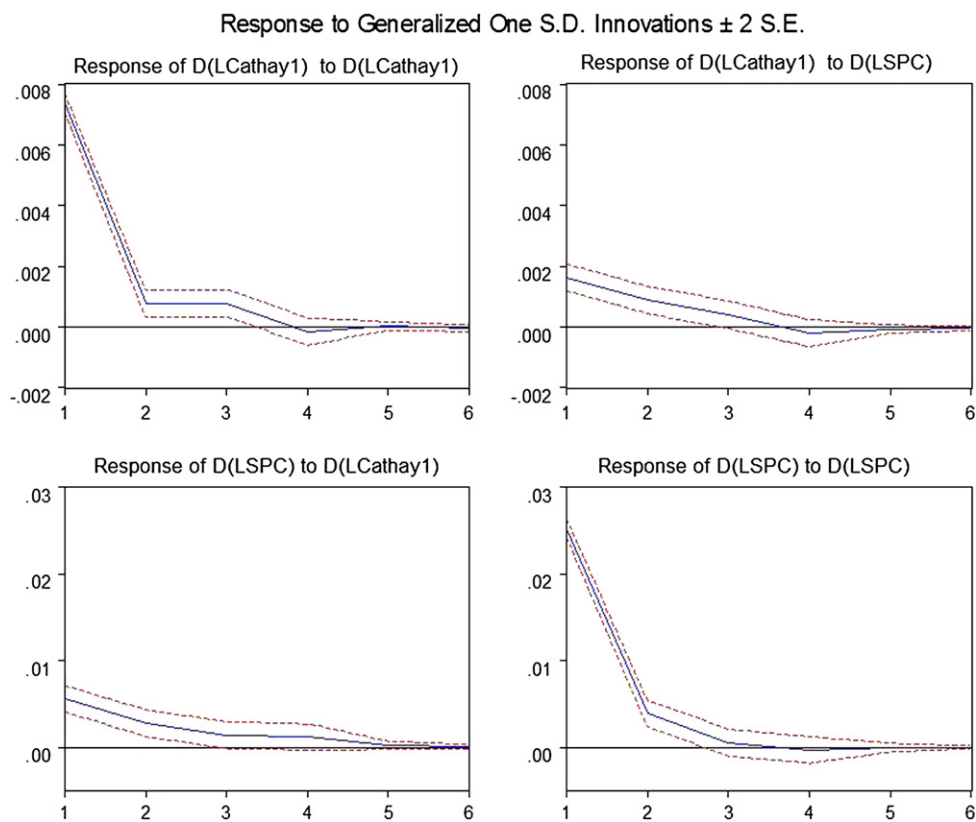 Response to Generalized One S.D. Innovations ± 2 S.E.
Response of D(LCathay1) to D(LCathay1)
.008
.006
.004
.002
.000
-.002
1 2 3 4 5 6
Response of D(LCathay1) to D(LSPC)
.008
.006
.004
.002
.000
-.002
1 2 3 4 5 6
Response of D(LSPC) to D(LCathay1)
.03
.02
.01
.00
1 2 3 4 5 6
Response of D(LSPC) to D(LSPC)
.03
.02
.01
.00
1 2 3 4 5 6